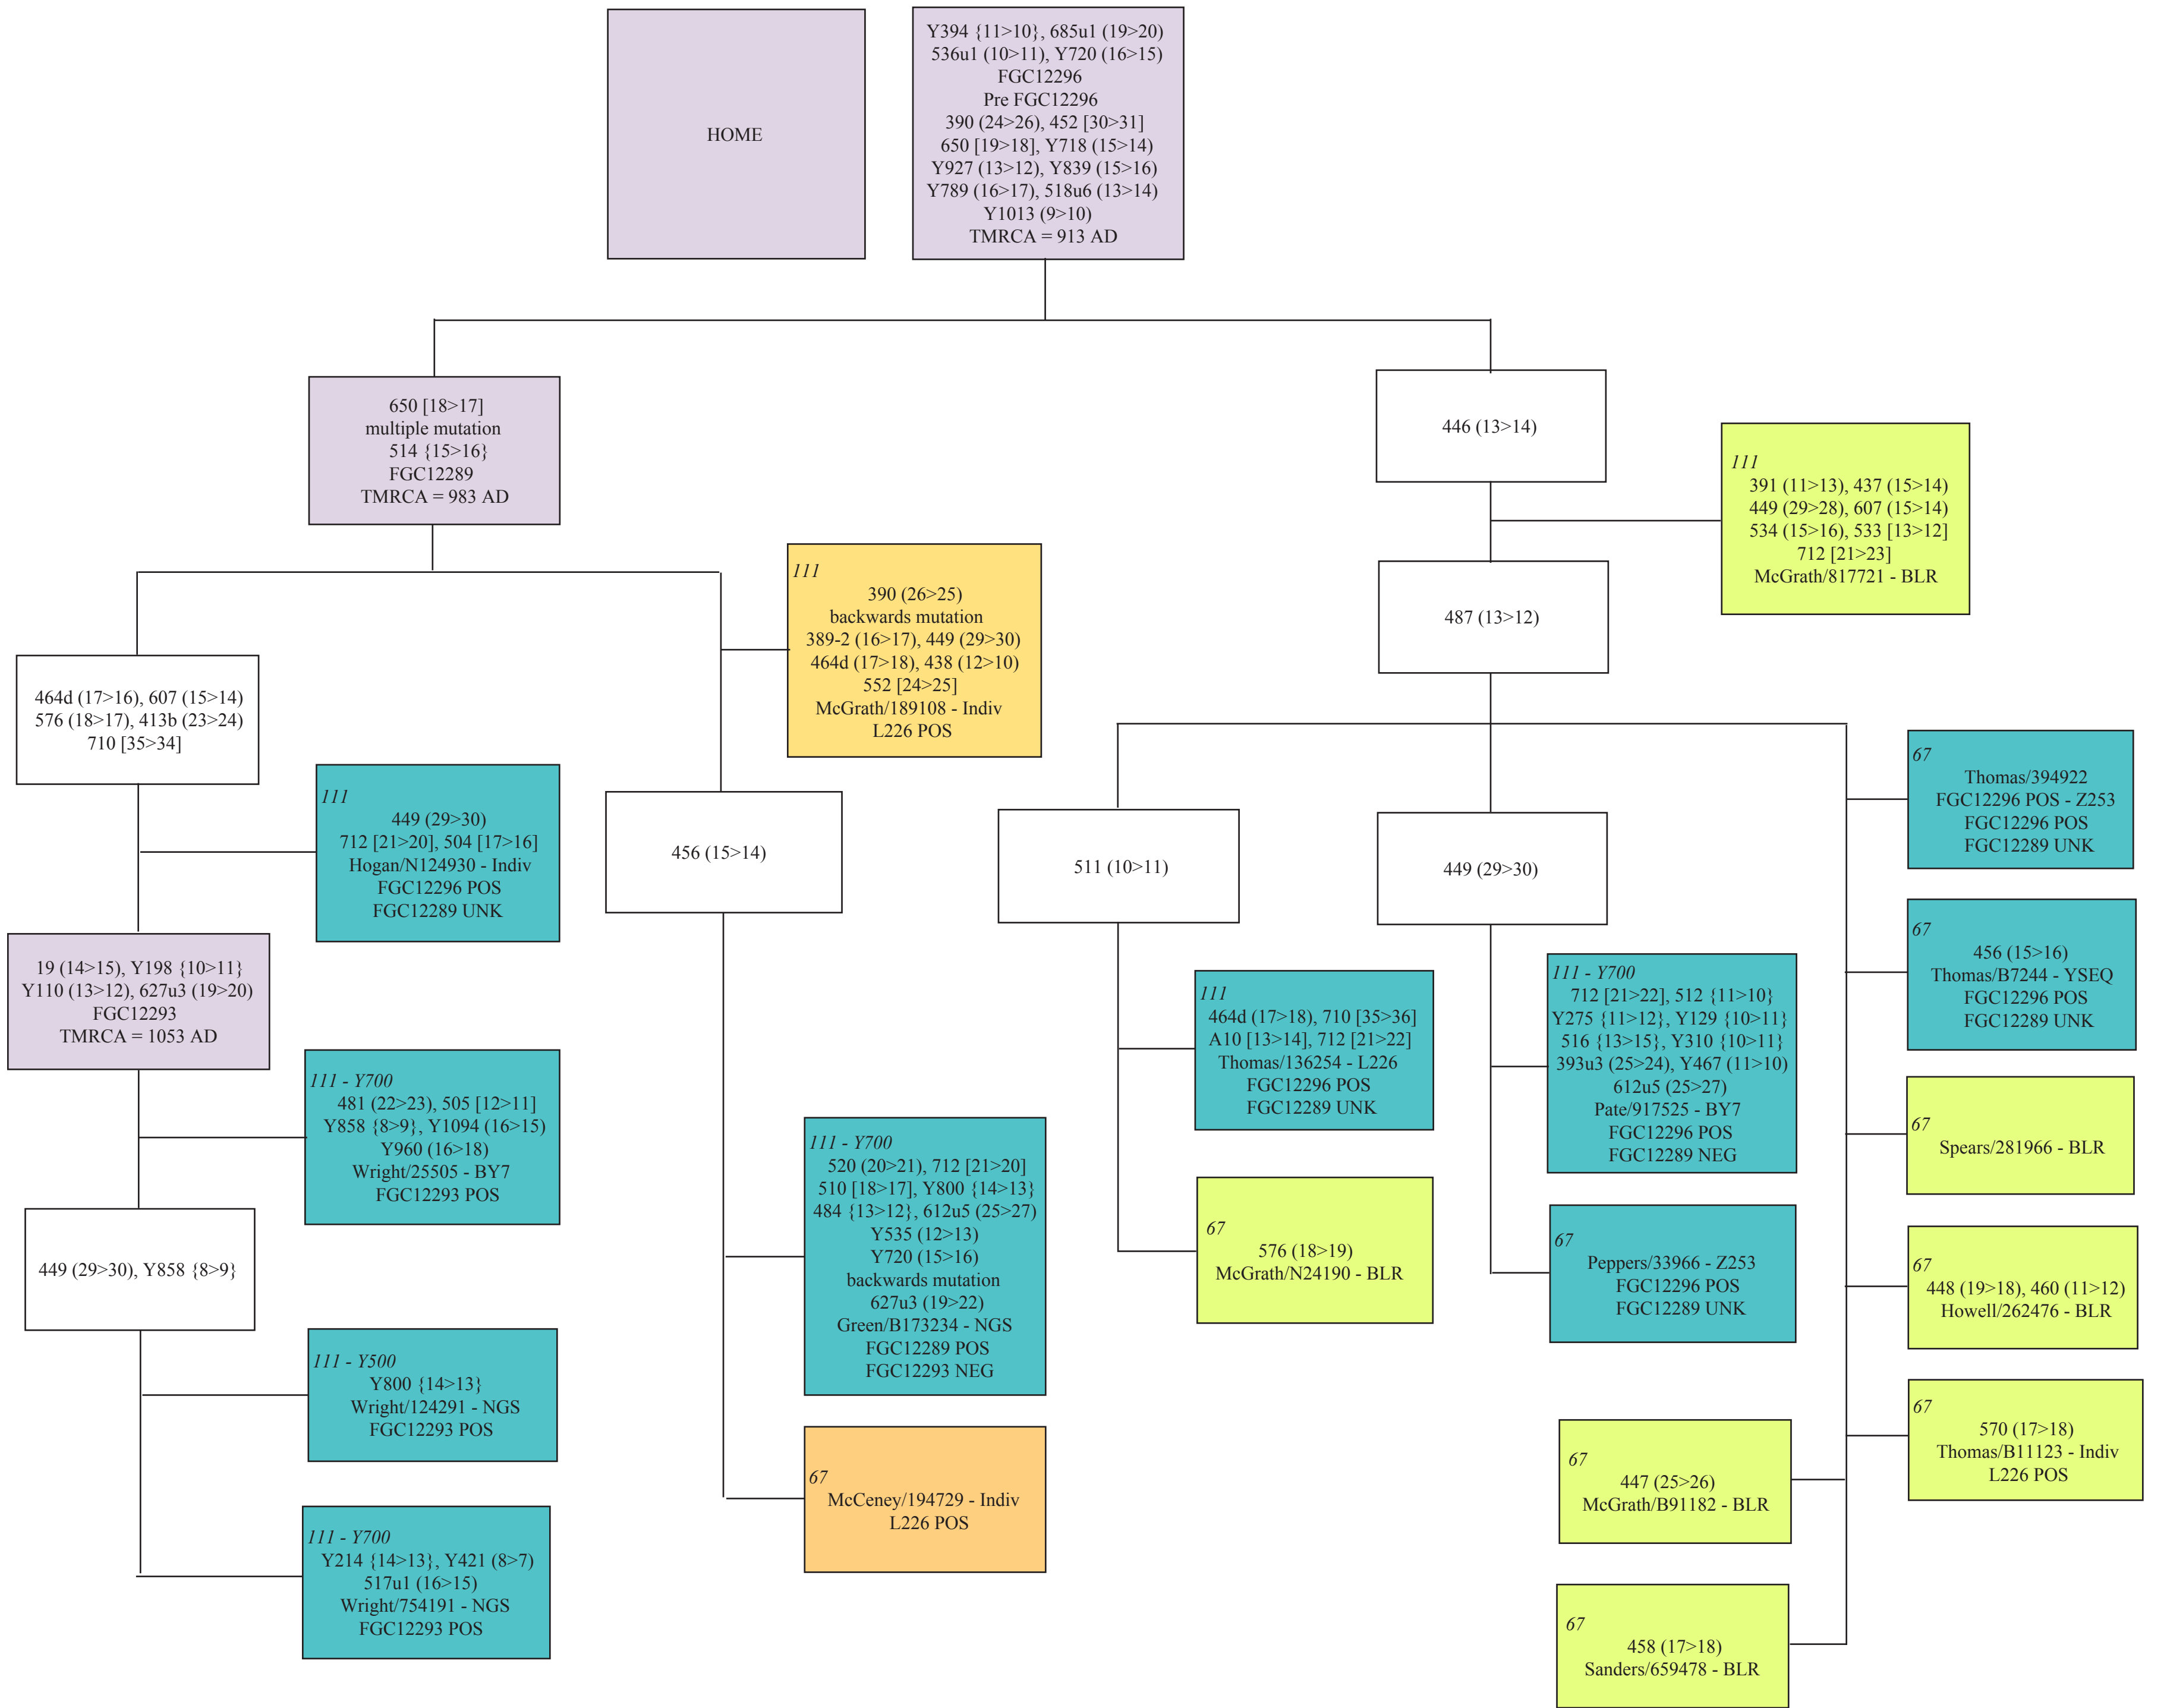 HOME
Y394 {11>10}, 685u1 (19>20)
536u1 (10>11), Y720 (16>15)
FGC12296
Pre FGC12296
390 (24>26), 452 [30>31]
650 [19>18], Y718 (15>14)
Y927 (13>12), Y839 (15>16)
Y789 (16>17), 518u6 (13>14)
Y1013 (9>10)
TMRCA = 913 AD
650 [18>17]
multiple mutation
514 {15>16}
FGC12289
TMRCA = 983 AD
446 (13>14)
111
391 (11>13), 437 (15>14)
449 (29>28), 607 (15>14)
534 (15>16), 533 [13>12]
712 [21>23]
McGrath/817721 - BLR
111
390 (26>25)
backwards mutation
389-2 (16>17), 449 (29>30)
464d (17>18), 438 (12>10)
552 [24>25]
McGrath/189108 - Indiv
L226 POS
487 (13>12)
464d (17>16), 607 (15>14)
576 (18>17), 413b (23>24)
710 [35>34]
111
449 (29>30)
712 [21>20], 504 [17>16]
Hogan/N124930 - Indiv
FGC12296 POS
FGC12289 UNK
456 (15>14)
511 (10>11)
449 (29>30)
67
Thomas/394922
FGC12296 POS - Z253
FGC12296 POS
FGC12289 UNK
67
456 (15>16)
Thomas/B7244 - YSEQ
FGC12296 POS
FGC12289 UNK
19 (14>15), Y198 {10>11}
Y110 (13>12), 627u3 (19>20)
FGC12293
TMRCA = 1053 AD
111 - Y700
481 (22>23), 505 [12>11]
Y858 {8>9}, Y1094 (16>15)
Y960 (16>18)
Wright/25505 - BY7
FGC12293 POS
111
464d (17>18), 710 [35>36]
A10 [13>14], 712 [21>22]
Thomas/136254 - L226
FGC12296 POS
FGC12289 UNK
111 - Y700
712 [21>22], 512 {11>10}
Y275 {11>12}, Y129 {10>11}
516 {13>15}, Y310 {10>11}
393u3 (25>24), Y467 (11>10)
612u5 (25>27)
Pate/917525 - BY7
FGC12296 POS
FGC12289 NEG
67
Spears/281966 - BLR
111 - Y700
520 (20>21), 712 [21>20]
510 [18>17], Y800 {14>13}
484 {13>12}, 612u5 (25>27)
Y535 (12>13)
Y720 (15>16)
backwards mutation
627u3 (19>22)
Green/B173234 - NGS
FGC12289 POS
FGC12293 NEG
67
576 (18>19)
McGrath/N24190 - BLR
67
Peppers/33966 - Z253
FGC12296 POS
FGC12289 UNK
67
448 (19>18), 460 (11>12)
Howell/262476 - BLR
449 (29>30), Y858 {8>9}
111 - Y500
Y800 {14>13}
Wright/124291 - NGS
FGC12293 POS
67
570 (17>18)
Thomas/B11123 - Indiv
L226 POS
67
447 (25>26)
McGrath/B91182 - BLR
67
McCeney/194729 - Indiv
L226 POS
111 - Y700
Y214 {14>13}, Y421 (8>7)
517u1 (16>15)
Wright/754191 - NGS
FGC12293 POS
67
458 (17>18)
Sanders/659478 - BLR